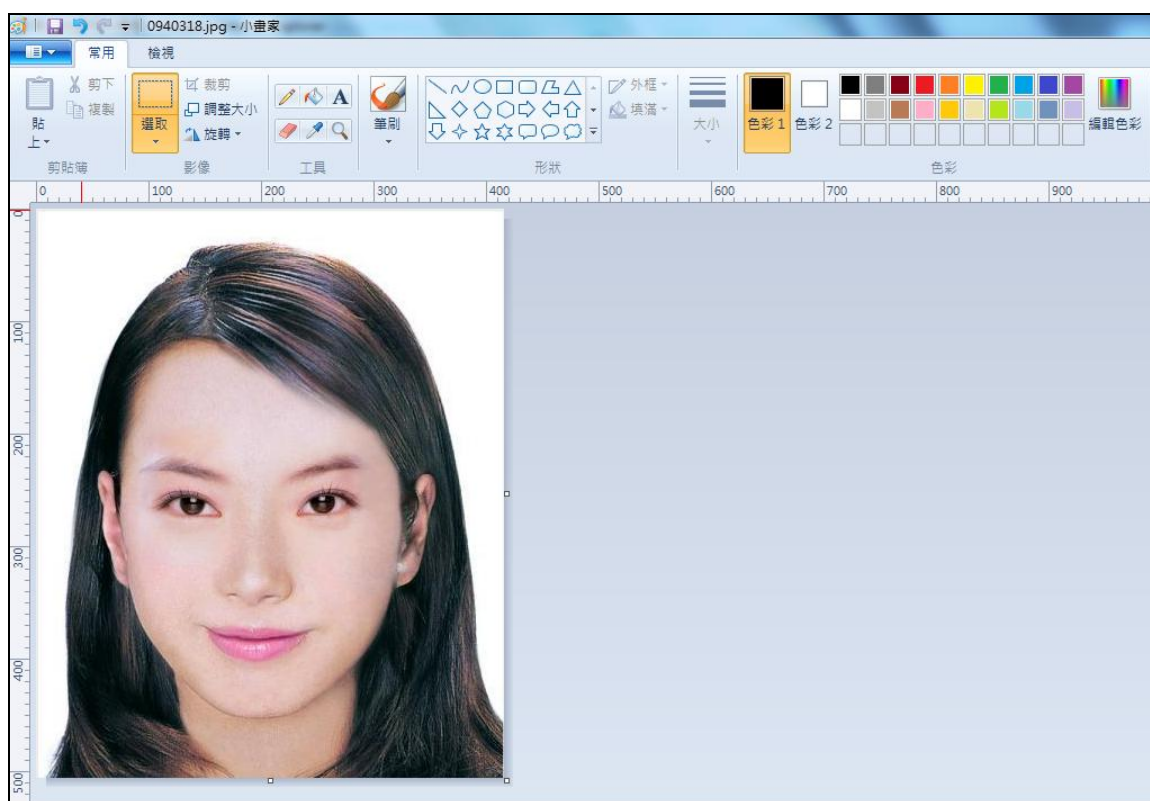 0940318.jpg - 小畫家
常用 檢視
剪下
複製
貼上
剪貼簿
選取
裁剪
調整大小
旋轉
影像
A
工具
筆刷
外框
填滿
形狀
大小
色彩 1
色彩 2
編輯色彩
色彩
0 100 200 300 400 500 600 700 800 900
0
100
200
300
400
500